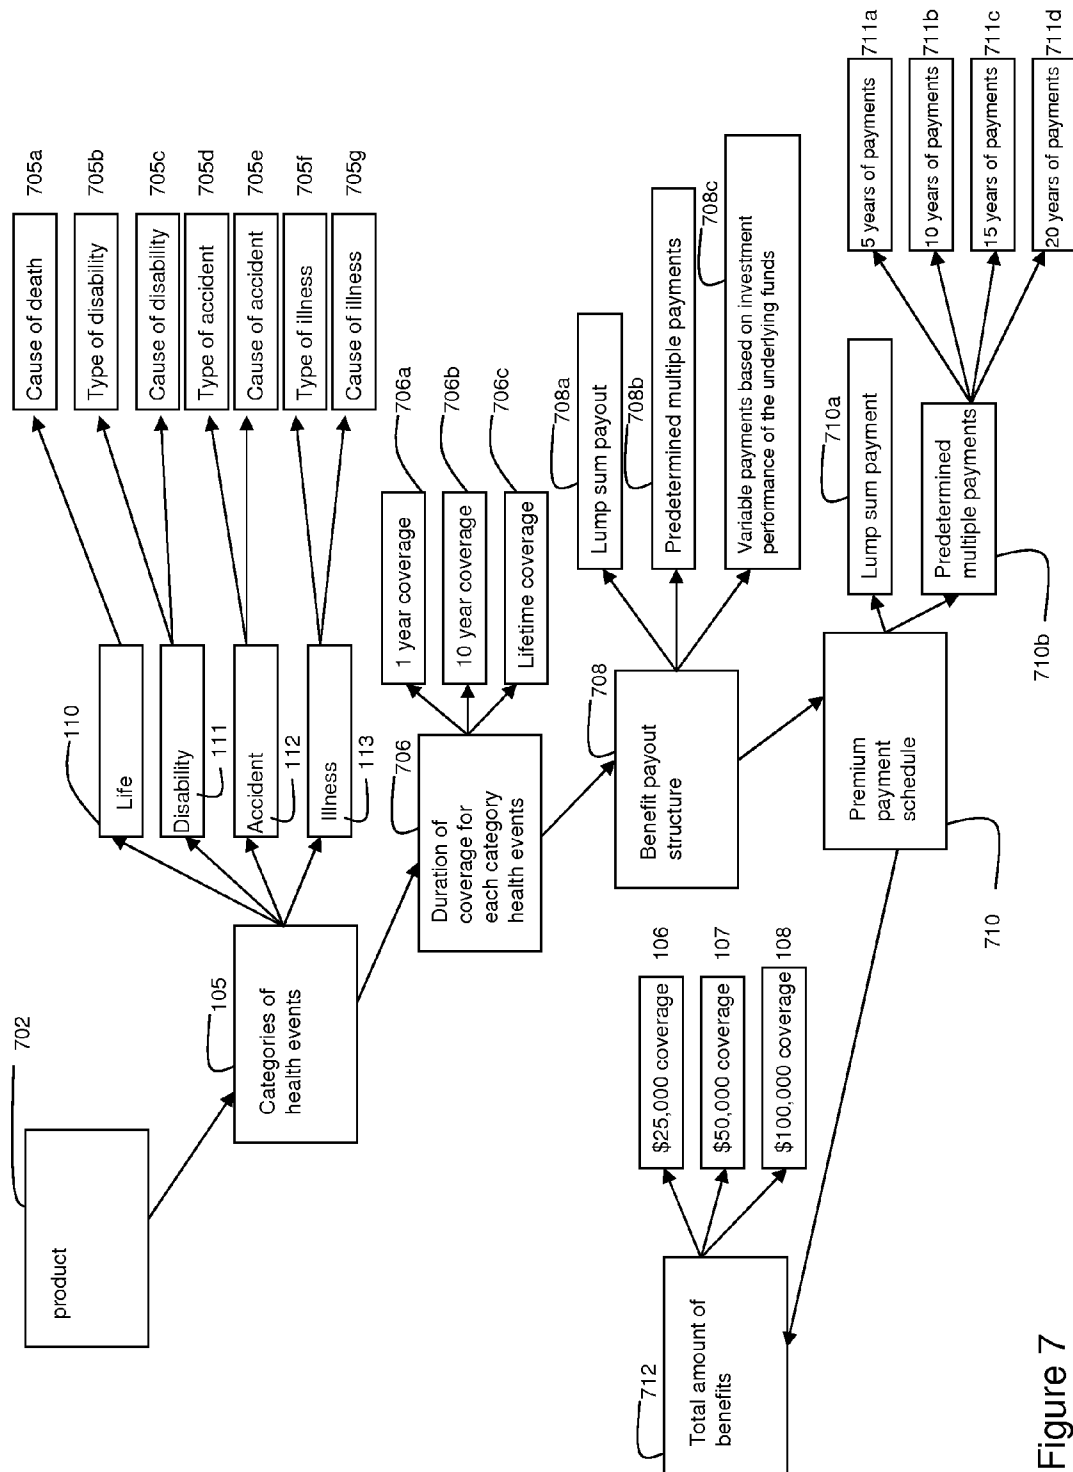 702
product
105
Categories of
health events
110
Life
Disability
111
Accident
112
Illness
113
Cause of death
705a
Type of disability
705b
Cause of disability
705c
Type of accident
705d
Cause of accident
705e
Type of illness
705f
Cause of illness
705g
706
Duration of
coverage for
each category
health events
1 year coverage
706a
10 year coverage
706b
Lifetime coverage
706c
708
Benefit payout
structure
708a
Lump sum payout
708b
Predetermined multiple payments
708c
Variable payments based on investment
performance of the underlying funds
Premium
payment
schedule
710
710a
Lump sum payment
Predetermined
multiple payments
710b
5 years of payments
711a
10 years of payments
711b
15 years of payments
711c
20 years of payments
711d
712
Total amount of
benefits
$25,000 coverage
106
$50,000 coverage
107
$100,000 coverage
108
Figure 7